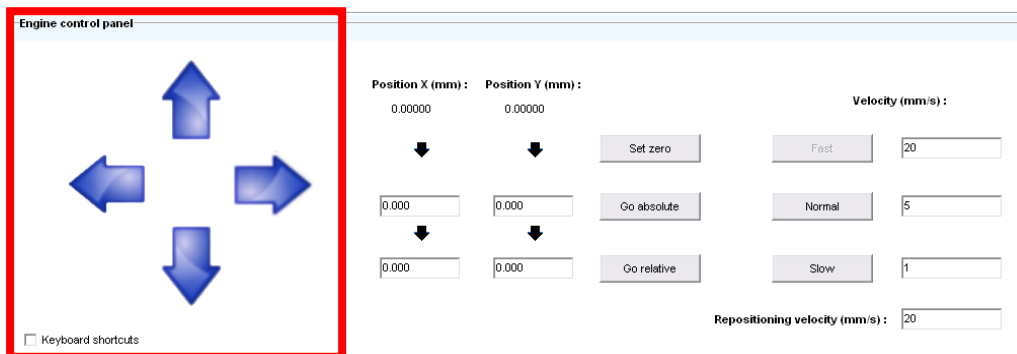 Engine control panel
Position X (mm) : Position Y (mm) :
Velocity (mm/s) :
0.00000 0.00000
Set zero Fast 20
0.000 0.000 Go absolute Normal 5
0.000 0.000 Go relative Slow 1
Repositioning velocity (mm/s) : 20
Keyboard shortcuts